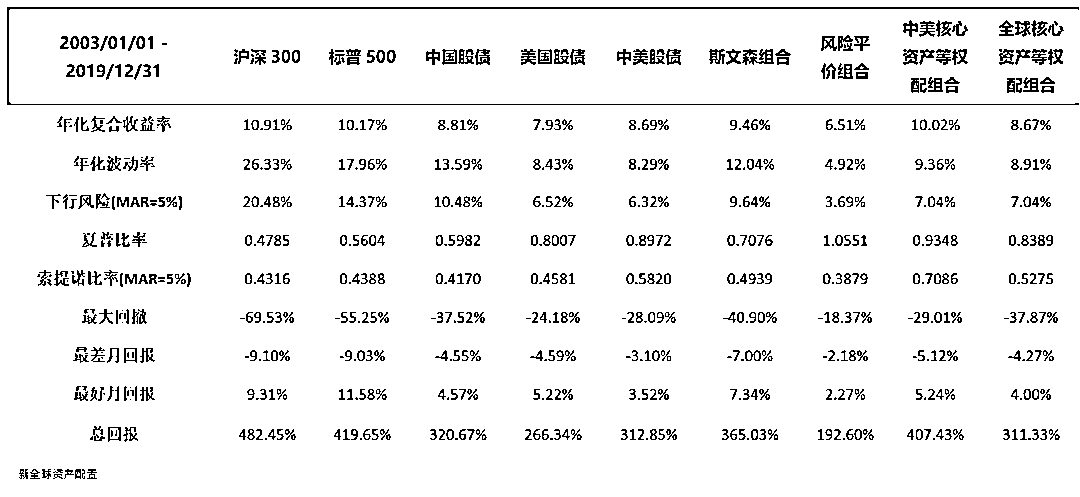 2003/01/01 - 2019/12/31 沪深 300 标普 500 中国股债 美国股债 中美股债 斯文森组合 风险平价组合 中美核心资产等权配组合 全球核心资产等权配组合
年化复合收益率 10.91% 10.17% 8.81% 7.93% 8.69% 9.46% 6.51% 10.02% 8.67%
年化波动率 26.33% 17.96% 13.59% 8.43% 8.29% 12.04% 4.92% 9.36% 8.91%
下行风险(MAR=5%) 20.48% 14.37% 10.48% 6.52% 6.32% 9.64% 3.69% 7.04% 7.04%
夏普比率 0.4785 0.5604 0.5982 0.8007 0.8972 0.7076 1.0551 0.9348 0.8389
索提诺比率(MAR=5%) 0.4316 0.4388 0.4170 0.4581 0.5820 0.4939 0.3879 0.7086 0.5275
最大回撤 -69.53% -55.25% -37.52% -24.18% -28.09% -40.90% -18.37% -29.01% -37.87%
最差月回报 -9.10% -9.03% -4.55% -4.59% -3.10% -7.00% -2.18% -5.12% -4.27%
最好月回报 9.31% 11.58% 4.57% 5.22% 3.52% 7.34% 2.27% 5.24% 4.00%
总回报 482.45% 419.65% 320.67% 266.34% 312.85% 365.03% 192.60% 407.43% 311.33%
新全球资产配置